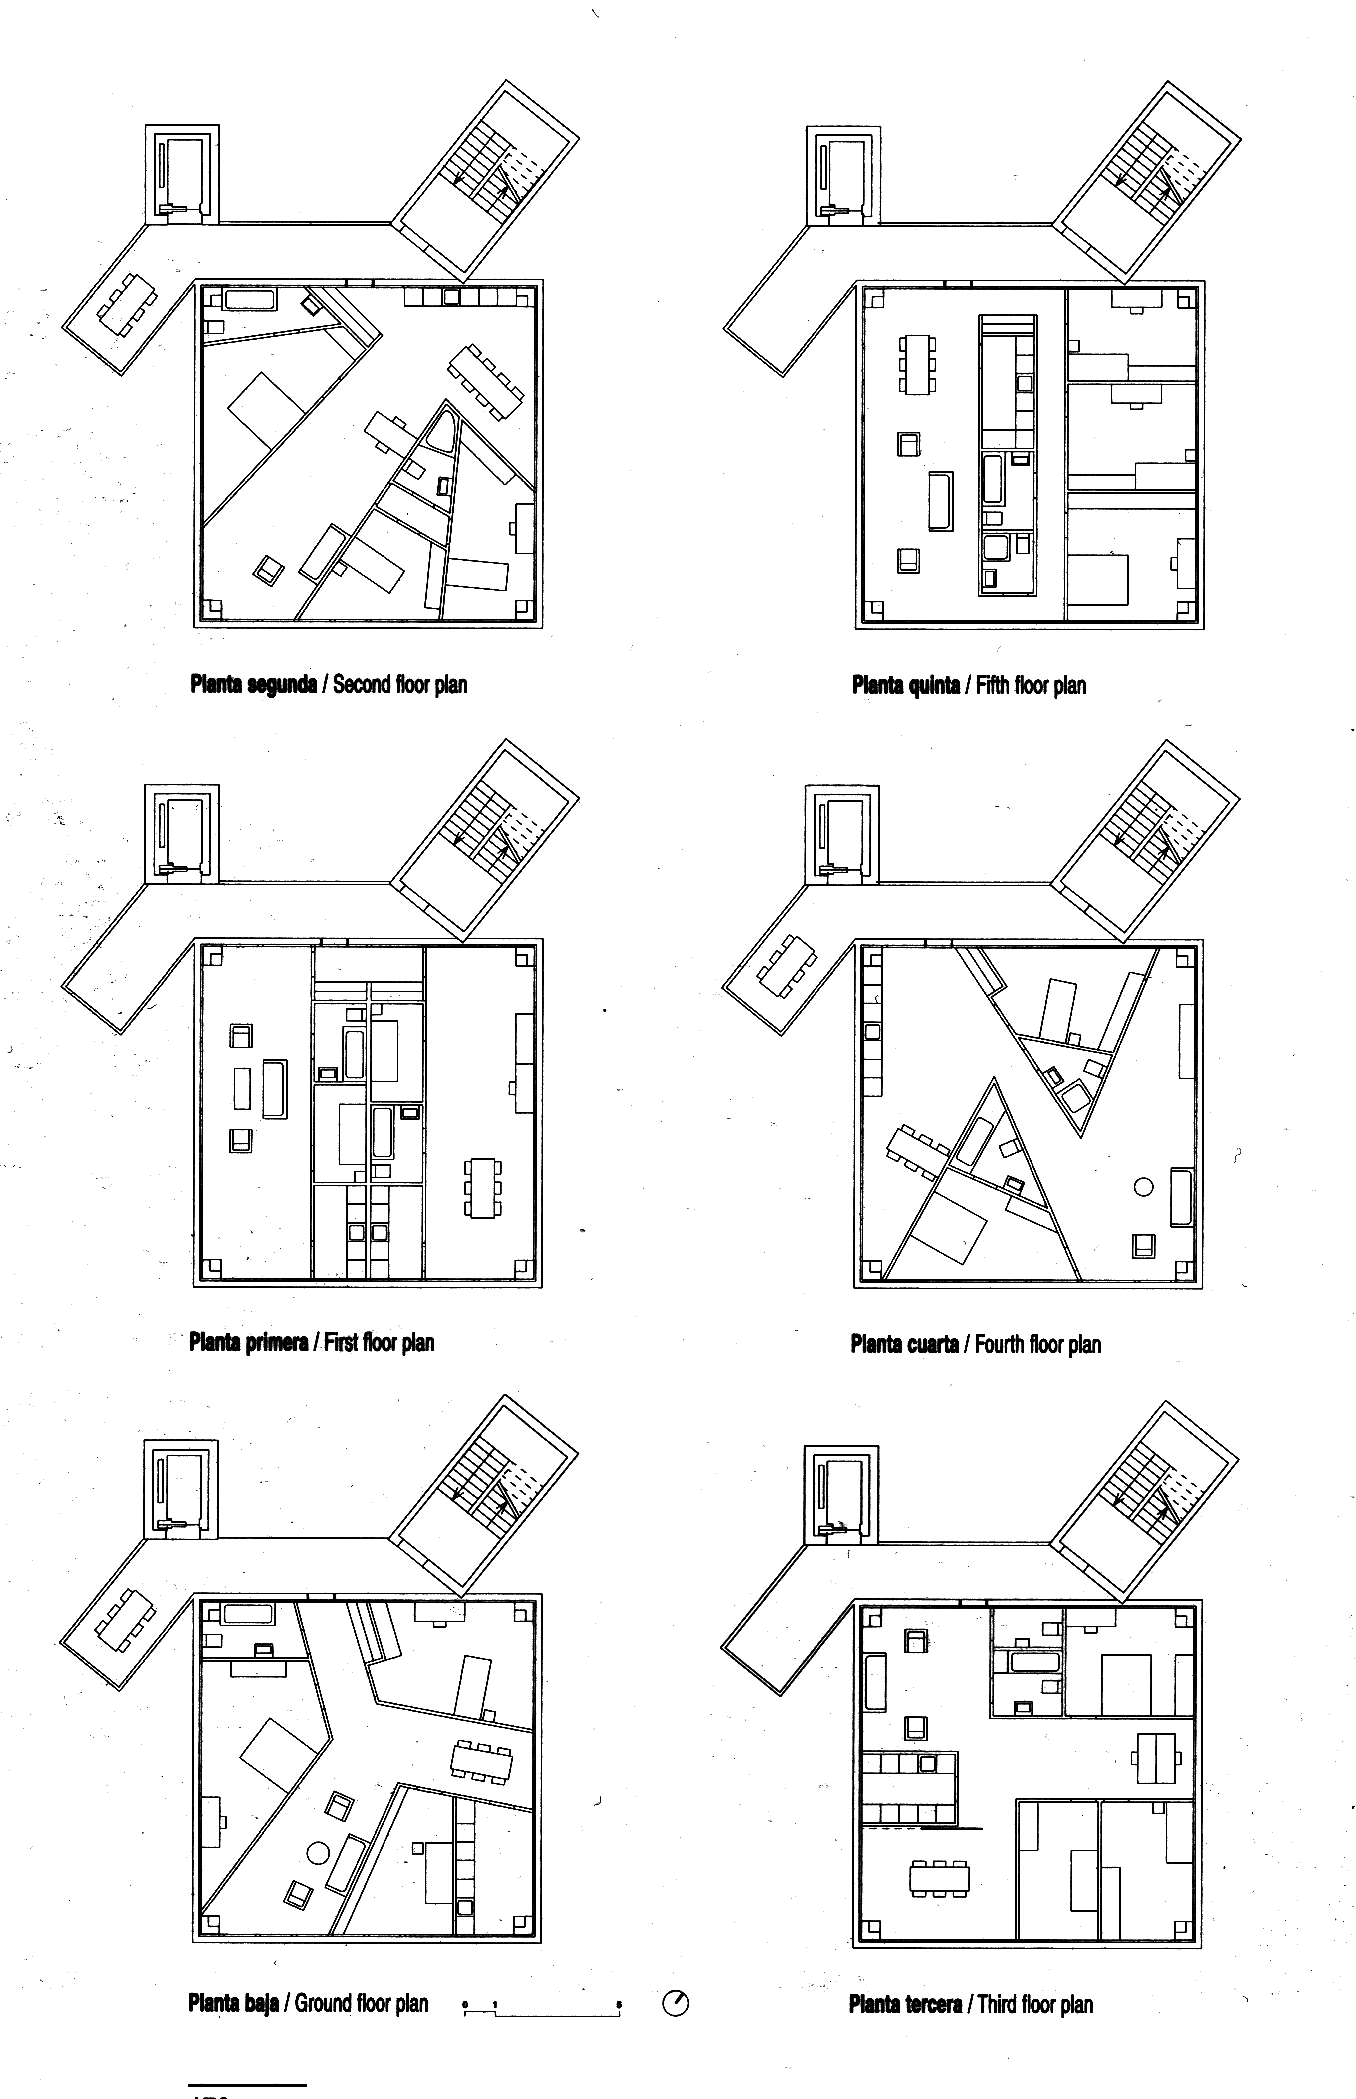 Planta segunda / Second floor plan
Planta quinta / Fifth floor plan
Planta primera / First floor plan
Planta cuarta / Fourth floor plan
Planta baja / Ground floor plan
0 1 5
Planta tercera / Third floor plan